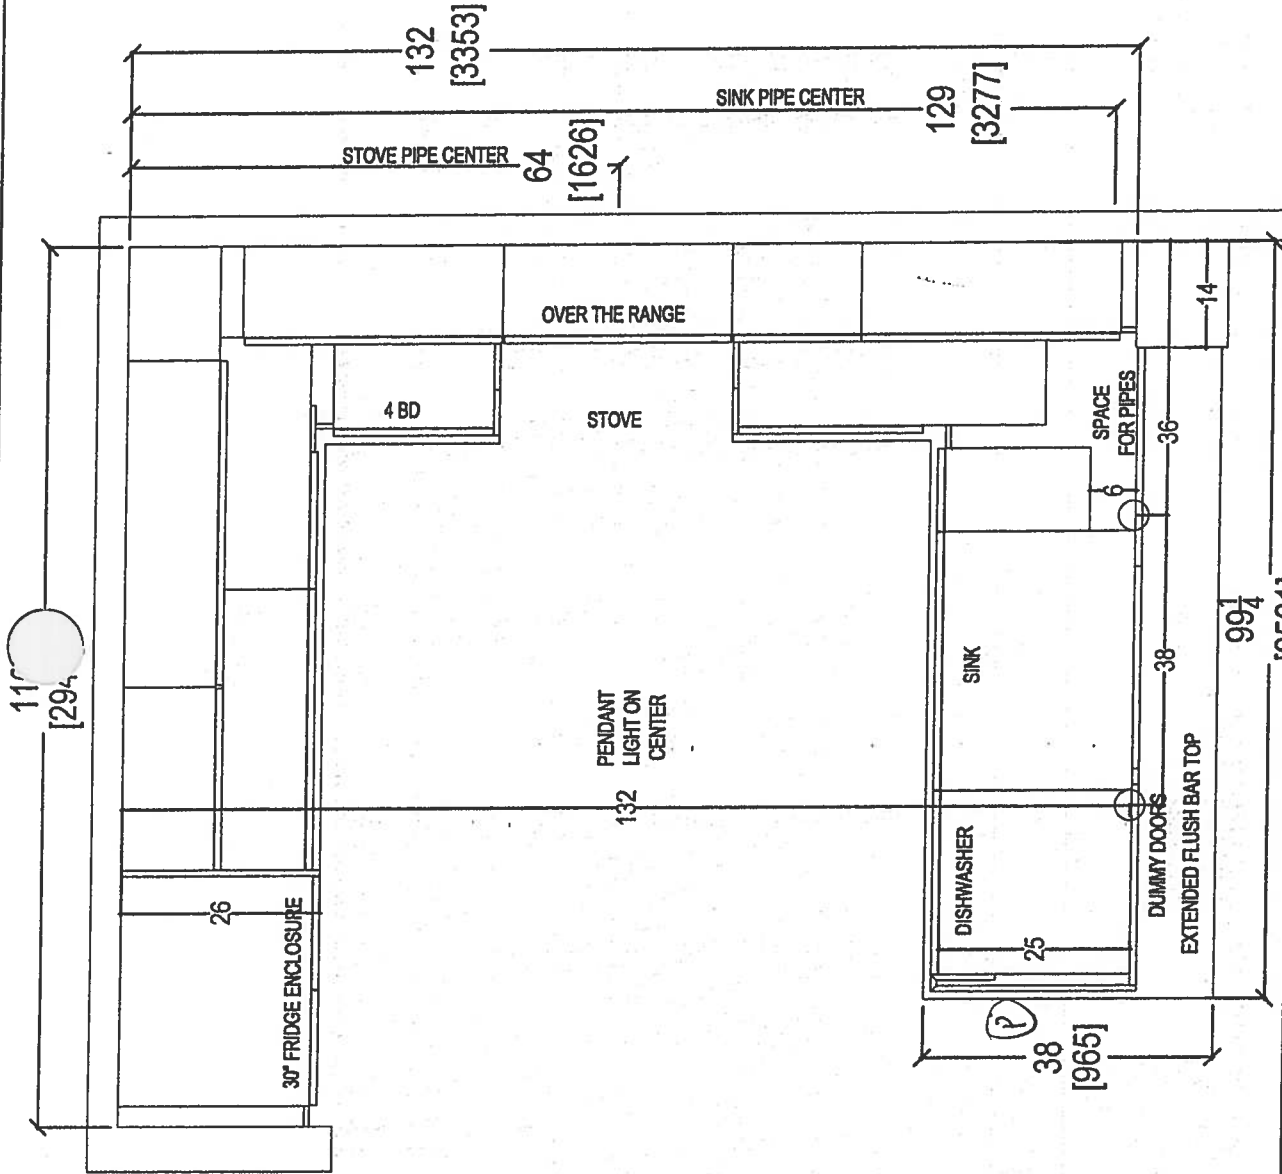 132
[3353]
SINK PIPE CENTER
129
[3277]
STOVE PIPE CENTER
64
[1626]
OVER THE RANGE
14
4 BD
STOVE
SPACE
FOR PIPES
36
6
SINK
38
99 1/4
PENDANT
LIGHT ON
CENTER
132
DISHWASHER
DUMMY DOORS
EXTENDED FLUSH BAR TOP
26
30" FRIDGE ENCLOSURE
25
38
[965]